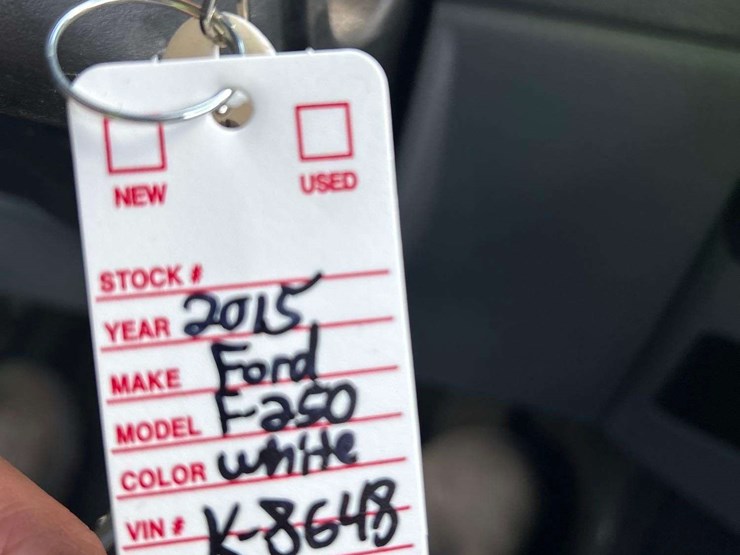 NEW USED
STOCK #
YEAR 2015
MAKE Ford
MODEL F-250
COLOR white
VIN # K-8648